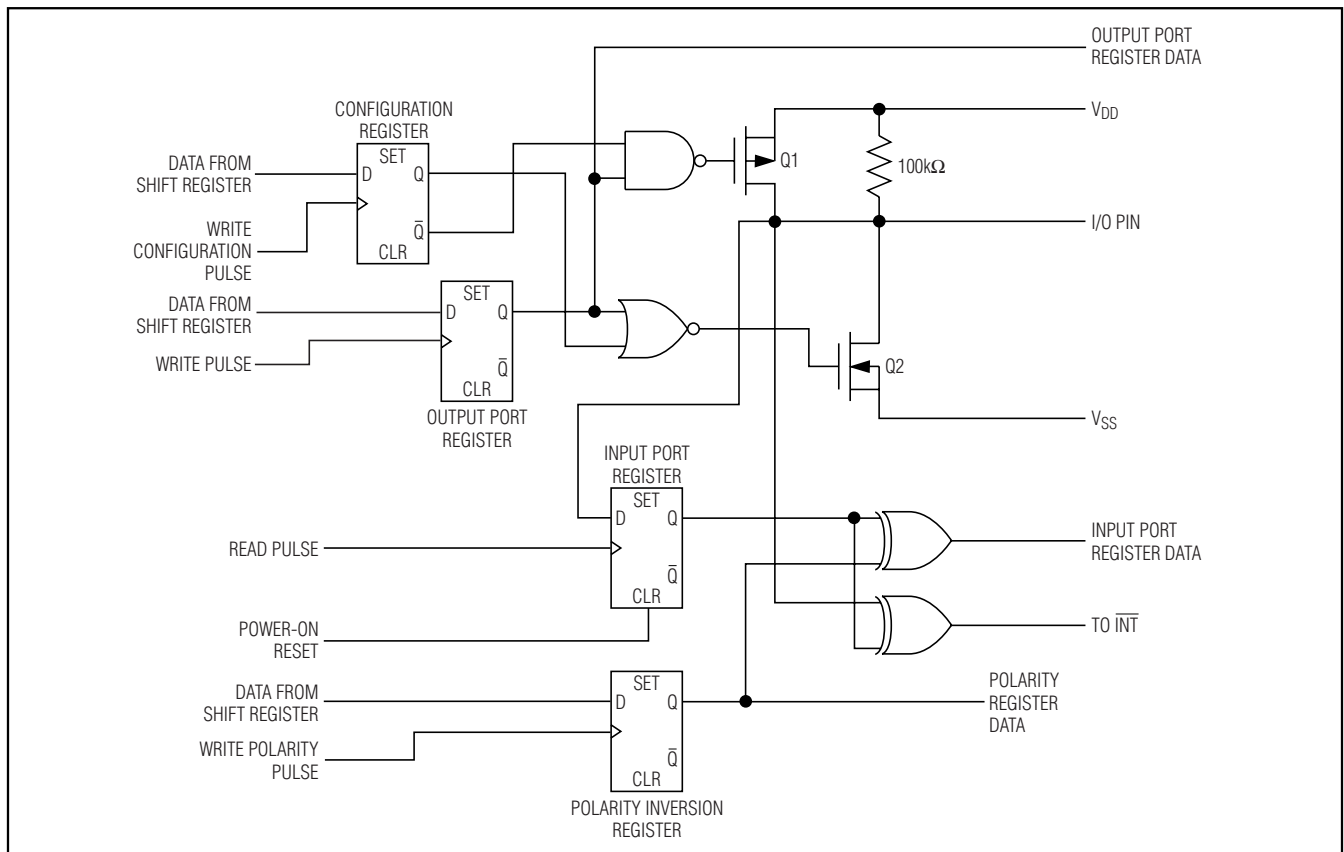 OUTPUT PORT
REGISTER DATA
CONFIGURATION
REGISTER
V_DD
DATA FROM
SHIFT REGISTER
SET
D
Q
Q̅
CLR
Q1
100kΩ
WRITE
CONFIGURATION
PULSE
I/O PIN
DATA FROM
SHIFT REGISTER
SET
D
Q
Q̅
CLR
WRITE PULSE
OUTPUT PORT
REGISTER
Q2
V_SS
INPUT PORT
REGISTER
SET
D
Q
Q̅
CLR
READ PULSE
INPUT PORT
REGISTER DATA
POWER-ON
RESET
TO I̅N̅T̅
DATA FROM
SHIFT REGISTER
SET
D
Q
Q̅
CLR
POLARITY
REGISTER
DATA
WRITE POLARITY
PULSE
POLARITY INVERSION
REGISTER